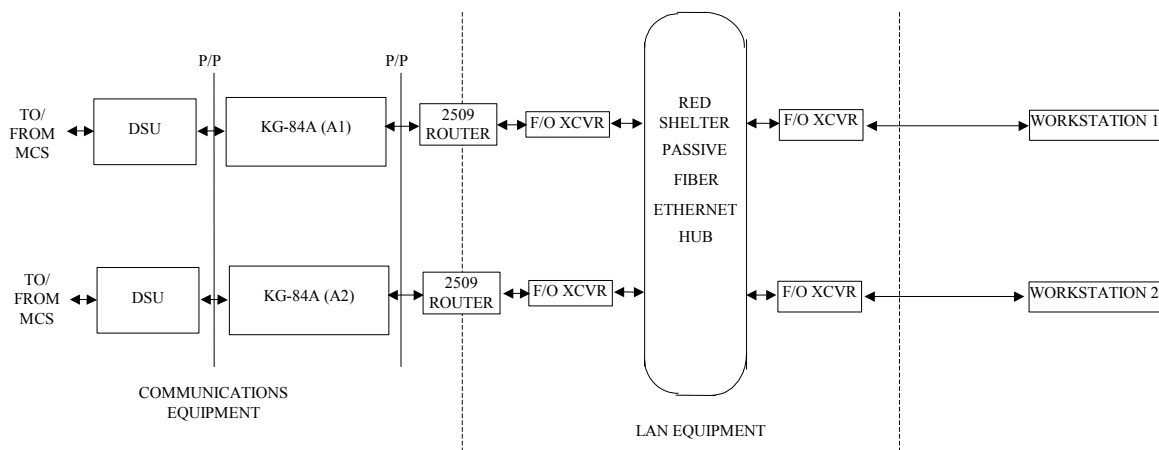 P/P
P/P
TO/
FROM
MCS
DSU
KG-84A (A1)
2509
ROUTER
F/O XCVR
RED
SHELTER
PASSIVE
FIBER
ETHERNET
HUB
F/O XCVR
WORKSTATION 1
TO/
FROM
MCS
DSU
KG-84A (A2)
2509
ROUTER
F/O XCVR
F/O XCVR
WORKSTATION 2
COMMUNICATIONS
EQUIPMENT
LAN EQUIPMENT